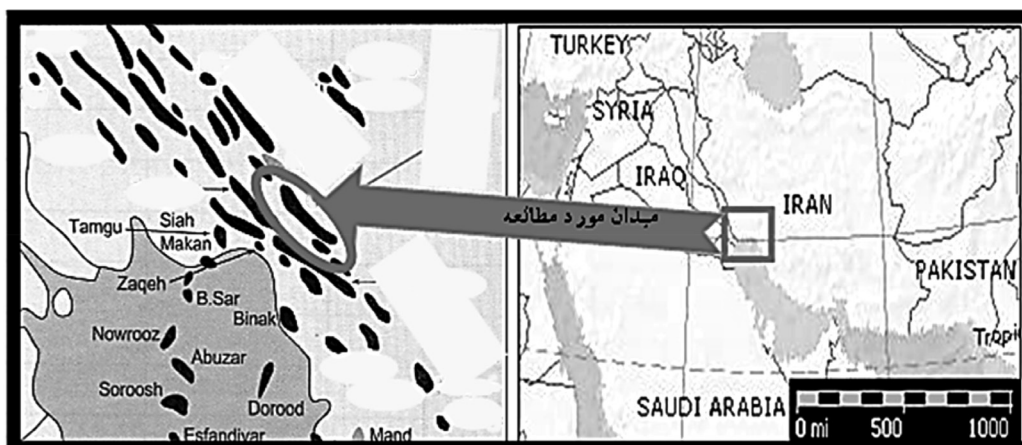 Tamgu
Siah
Makan
Zaqeh
B.Sar
Binak
Nowrooz
Abuzar
Soroosh
Dorood
Esfandiyar
Mand
میدان مورد مطالعه
TURKEY
SYRIA
IRAQ
IRAN
PAKISTAN
Tropi
SAUDI ARABIA
0 mi 500 1000